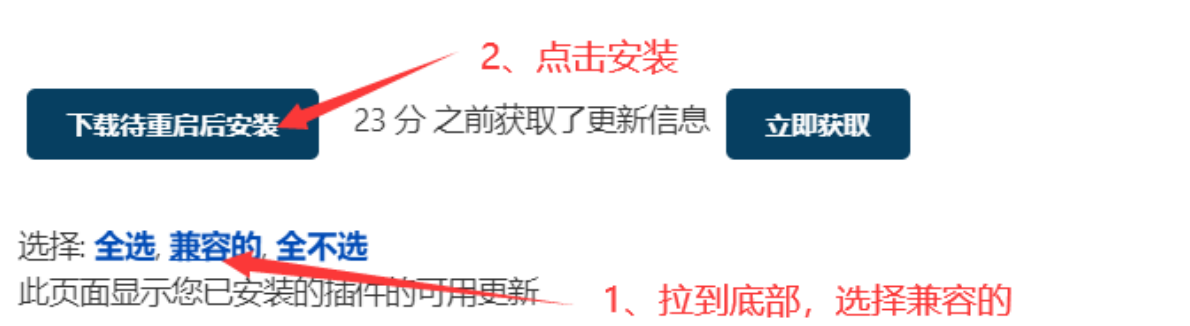 2、点击安装
下载待重启后安装 23 分 之前获取了更新信息 立即获取
选择: 全选, 兼容的, 全不选
此页面显示您已安装的插件的可用更新
1、拉到底部，选择兼容的